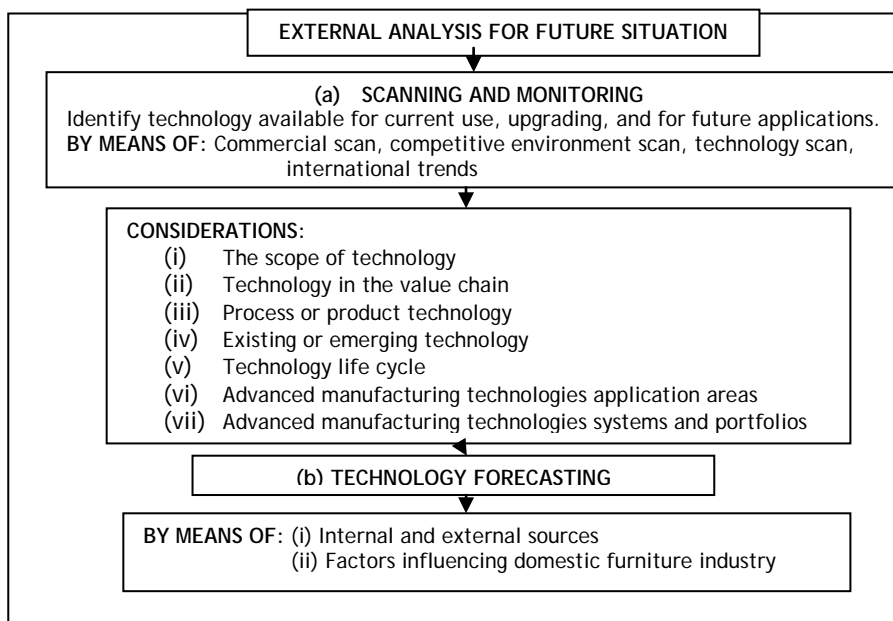 EXTERNAL ANALYSIS FOR FUTURE SITUATION
(a) SCANNING AND MONITORING
Identify technology available for current use, upgrading, and for future applications.
BY MEANS OF: Commercial scan, competitive environment scan, technology scan,
international trends
CONSIDERATIONS:
(i) The scope of technology
(ii) Technology in the value chain
(iii) Process or product technology
(iv) Existing or emerging technology
(v) Technology life cycle
(vi) Advanced manufacturing technologies application areas
(vii) Advanced manufacturing technologies systems and portfolios
(b) TECHNOLOGY FORECASTING
BY MEANS OF: (i) Internal and external sources
(ii) Factors influencing domestic furniture industry